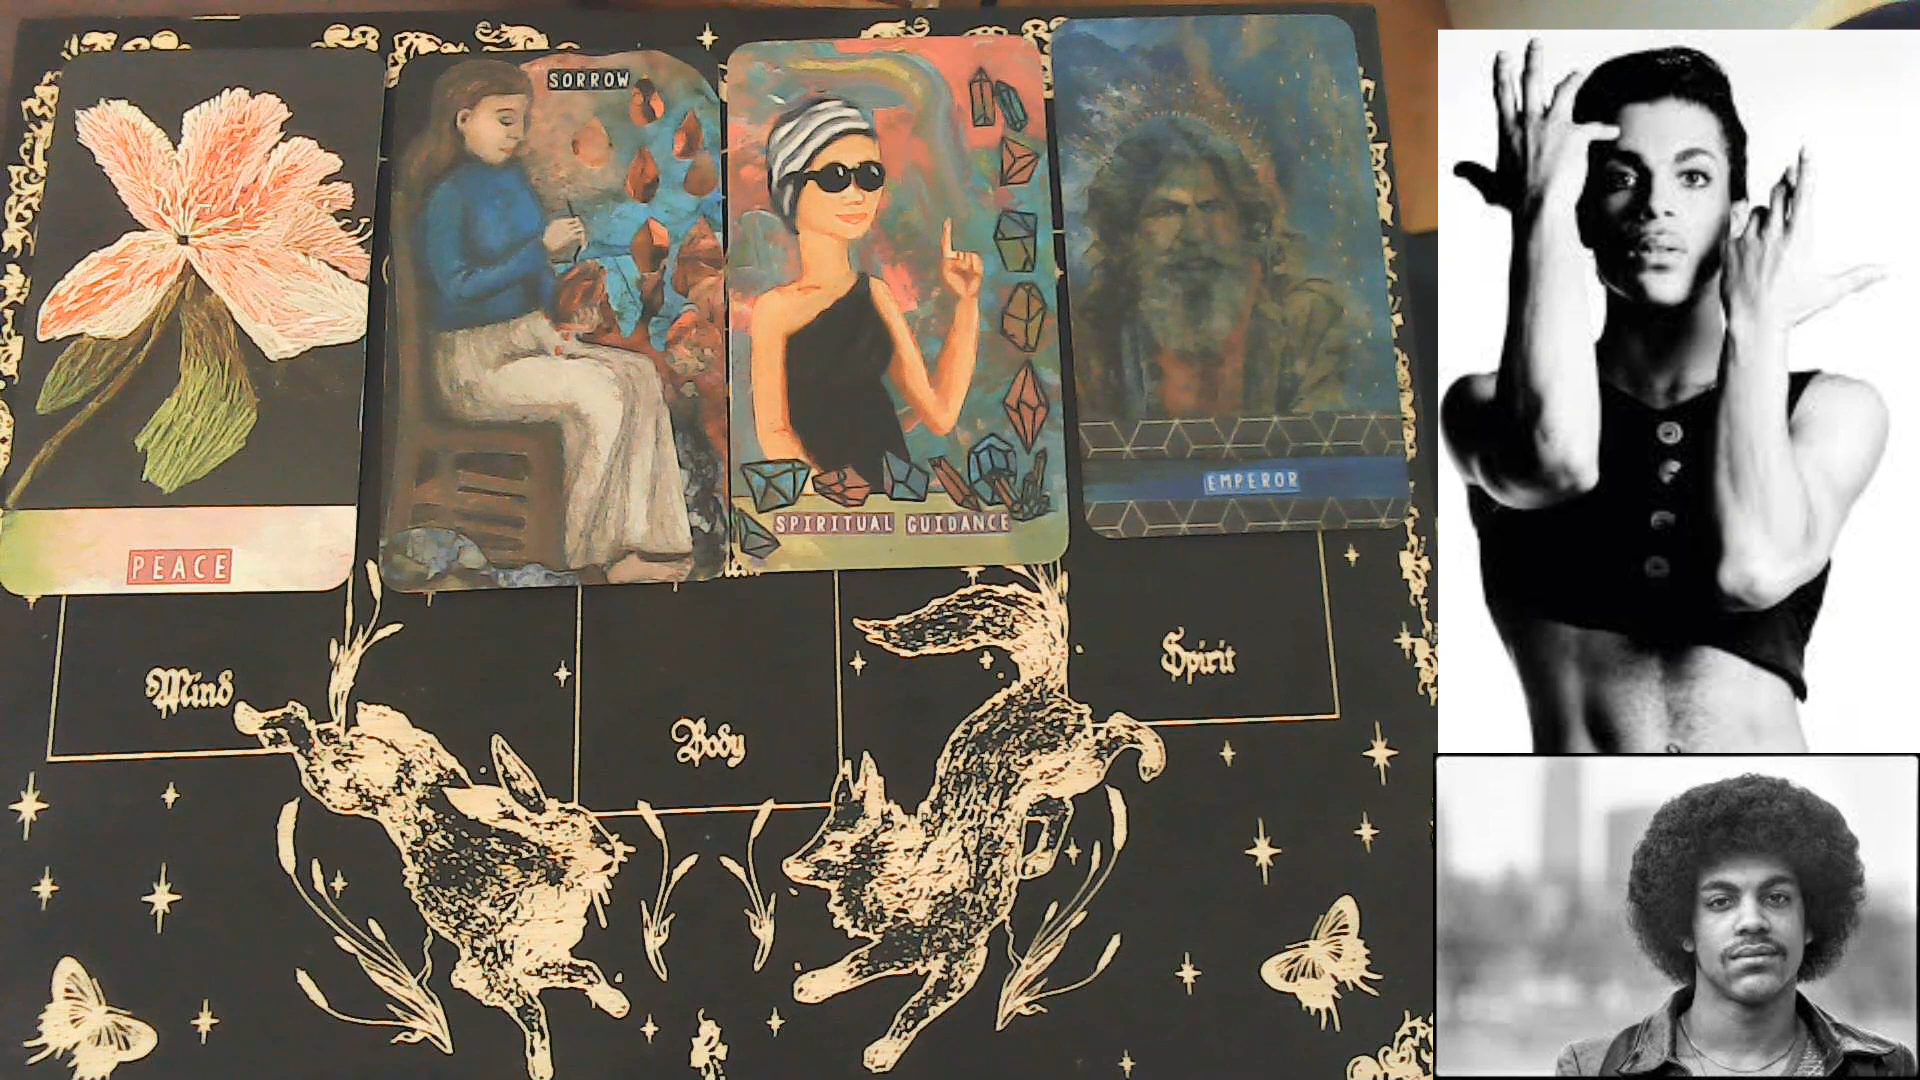 SORROW
PEACE
SPIRITUAL GUIDANCE
EMPEROR
Mind
Body
Spirit